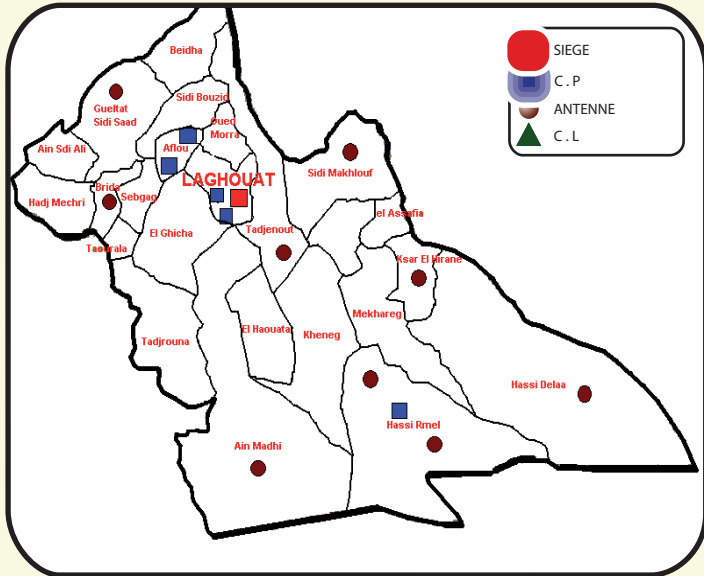 Beidha
SIEGE
C.P
ANTENNE
C.L
Gueltat
Sidi Saad
Sidi Bouzid
Oued
Morra
Ain Sdi Ali
Aflou
Sidi Makhlouf
LAGHOUAT
Brida
Sebgag
Hadj Mechri
el Assafia
El Ghicha
Tadjenout
Taourala
Ksar El Hirane
Mekhareg
El Haouata
Kheneg
Tadjrouna
Hassi Delaa
Hassi Rmel
Ain Madhi